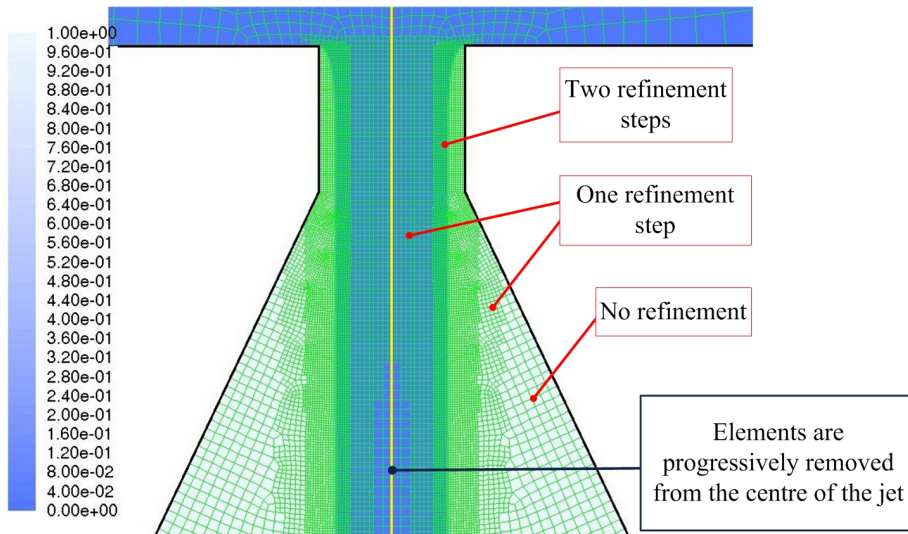 1.00e+00
9.60e-01
9.20e-01
8.80e-01
8.40e-01
8.00e-01
7.60e-01
7.20e-01
6.80e-01
6.40e-01
6.00e-01
5.60e-01
5.20e-01
4.80e-01
4.40e-01
4.00e-01
3.60e-01
3.20e-01
2.80e-01
2.40e-01
2.00e-01
1.60e-01
1.20e-01
8.00e-02
4.00e-02
0.00e+00
Two refinement
steps
One refinement
step
No refinement
Elements are
progressively removed
from the centre of the jet